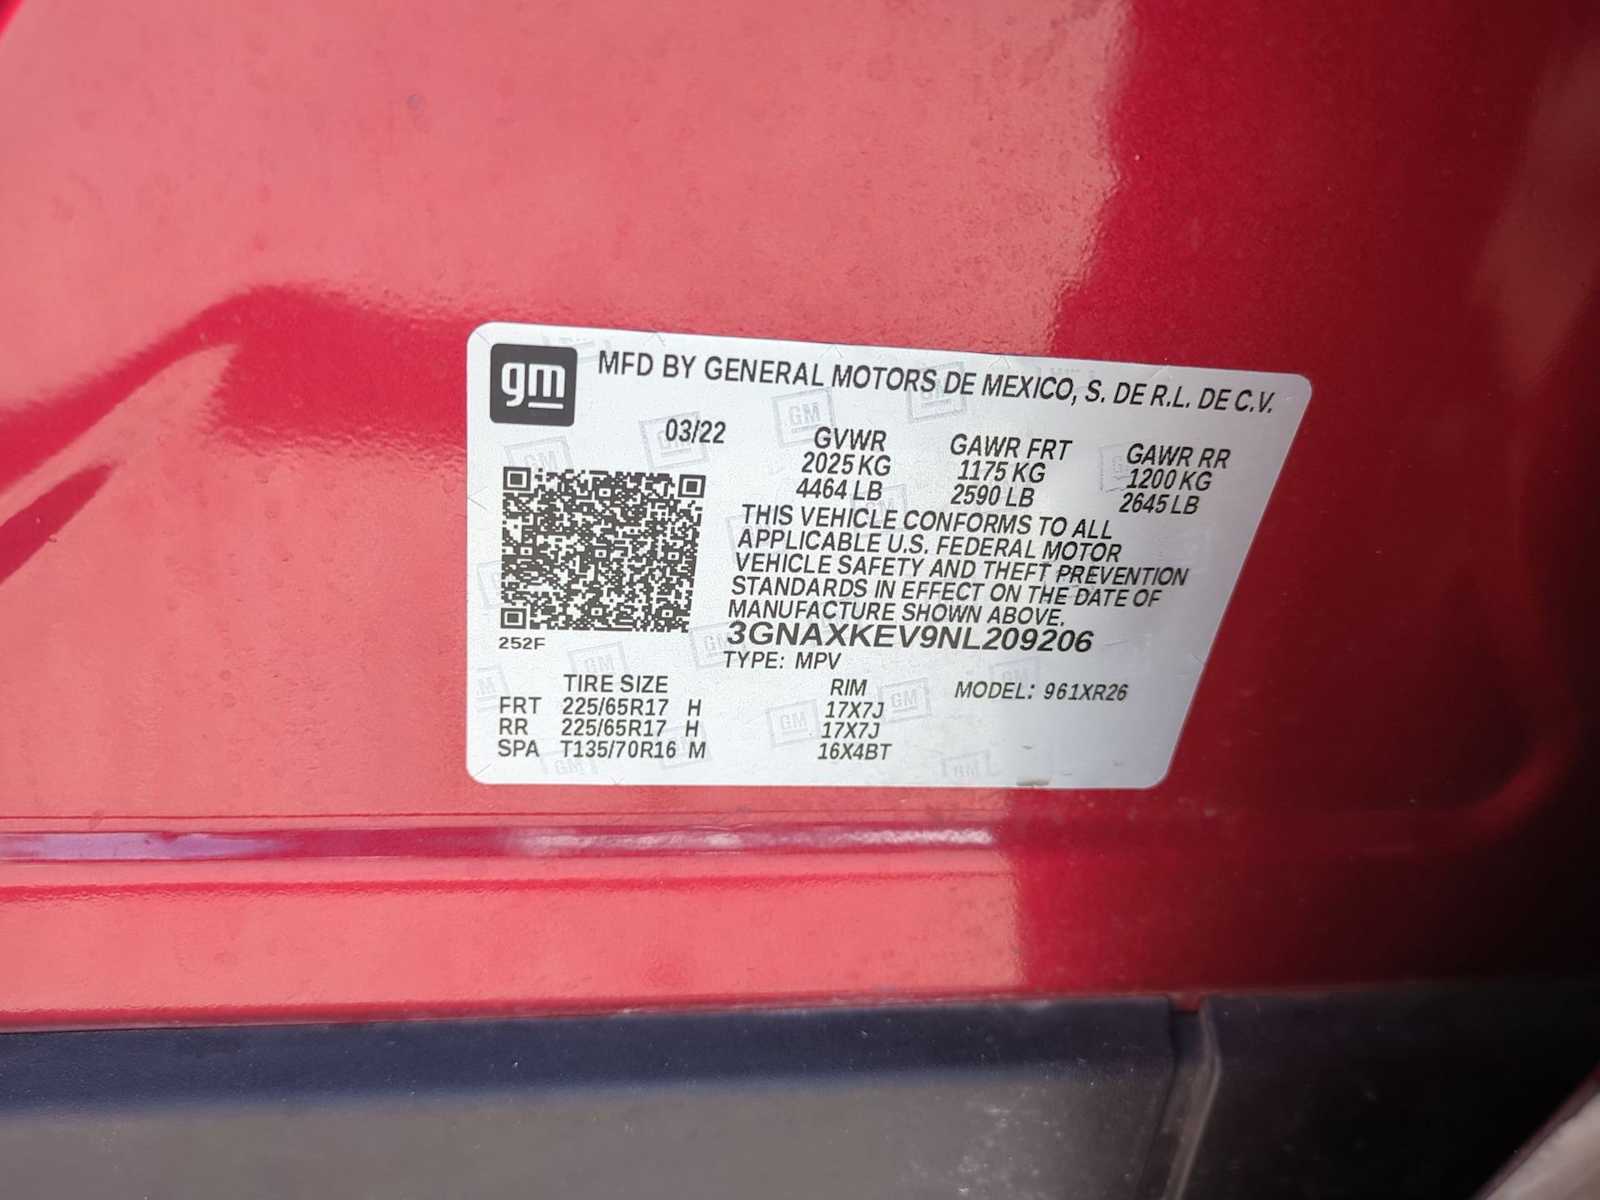 gm MFD BY GENERAL MOTORS DE MEXICO, S. DE R.L. DE C.V.
03/22 GVWR GAWR FRT GAWR RR
2025 KG 1175 KG 1200 KG
4464 LB 2590 LB 2645 LB
THIS VEHICLE CONFORMS TO ALL
APPLICABLE U.S. FEDERAL MOTOR
VEHICLE SAFETY AND THEFT PREVENTION
STANDARDS IN EFFECT ON THE DATE OF
MANUFACTURE SHOWN ABOVE.
252F
3GNAXKEV9NL209206
TYPE: MPV
TIRE SIZE RIM MODEL: 961XR26
FRT 225/65R17 H 17X7J
RR 225/65R17 H 17X7J
SPA T135/70R16 M 16X4BT